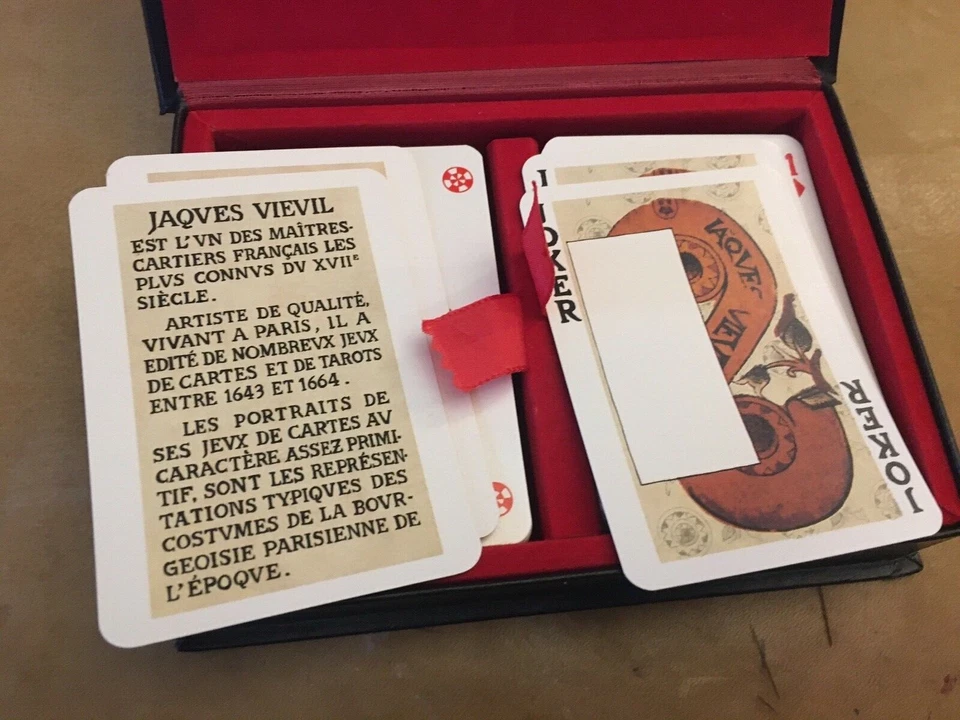 JAQVES VIEVIL
EST L'VN DES MAÎTRES-
CARTIERS FRANÇAIS LES
PLVS CONNVS DV XVIIe
SIÈCLE.
ARTISTE DE QUALITÉ,
VIVANT A PARIS, IL A
EDITÉ DE NOMBREVX JEVX
DE CARTES ET DE TAROTS
ENTRE 1643 ET 1664.
LES PORTRAITS DE
SES JEVX DE CARTES AV
CARACTÈRE ASSEZ PRIMI-
TIF, SONT LES REPRÉSEN-
TATIONS TYPIQVES DES
COSTVMES DE LA BOVR-
GEOISIE PARISIENNE DE
L'ÉPOQVE.
J
JOKER
JAQVES
1
JOKER